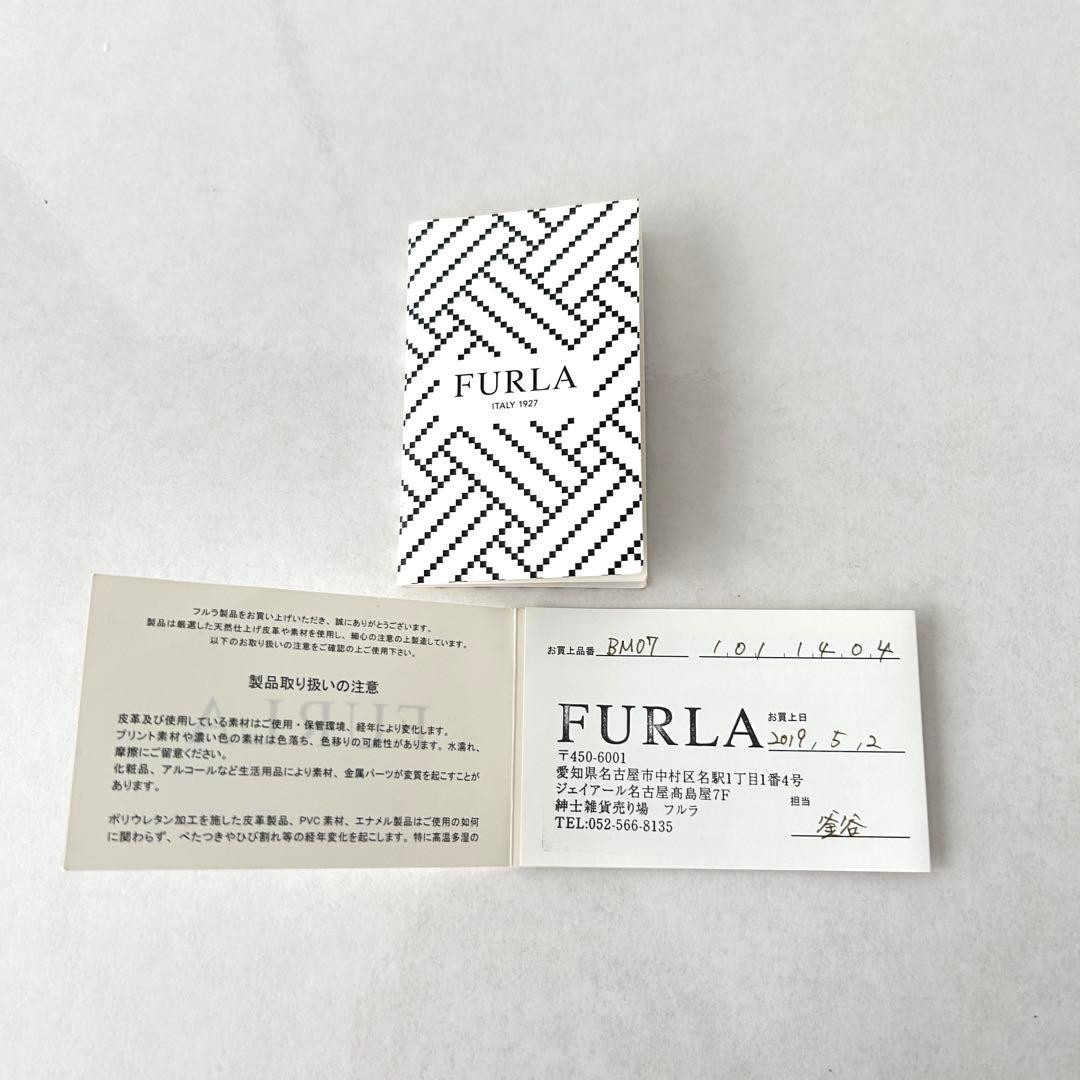 FURLA
ITALY 1927
フルラ製品をお買い上げいただき、誠にありがとうございます。
製品は厳選した天然仕上げ皮革や素材を使用し、細心の注意の上製造しています。
以下のお取り扱いの注意をご確認の上ご使用下さい。
製品取り扱いの注意
皮革及び使用している素材はご使用・保管環境、経年により変化します。
プリント素材や濃い色の素材は色落ち、色移りの可能性があります。水濡れ、
摩擦にご留意ください。
化粧品、アルコールなど生活用品により素材、金属パーツが変質を起こすことが
あります。
ポリウレタン加工を施した皮革製品、PVC素材、エナメル製品はご使用の如何
に関わらず、べたつきやひび割れ等の経年変化を起こします。特に高温多湿の
お買上品番 BM07 1,0,1,1,4,0,4
FURLA
お買上日
2019,5,2
〒450-6001
愛知県名古屋市中村区名駅1丁目1番4号
ジェイアール名古屋髙島屋7F
紳士雑貨売り場 フルラ
TEL:052-566-8135
担当
釜谷